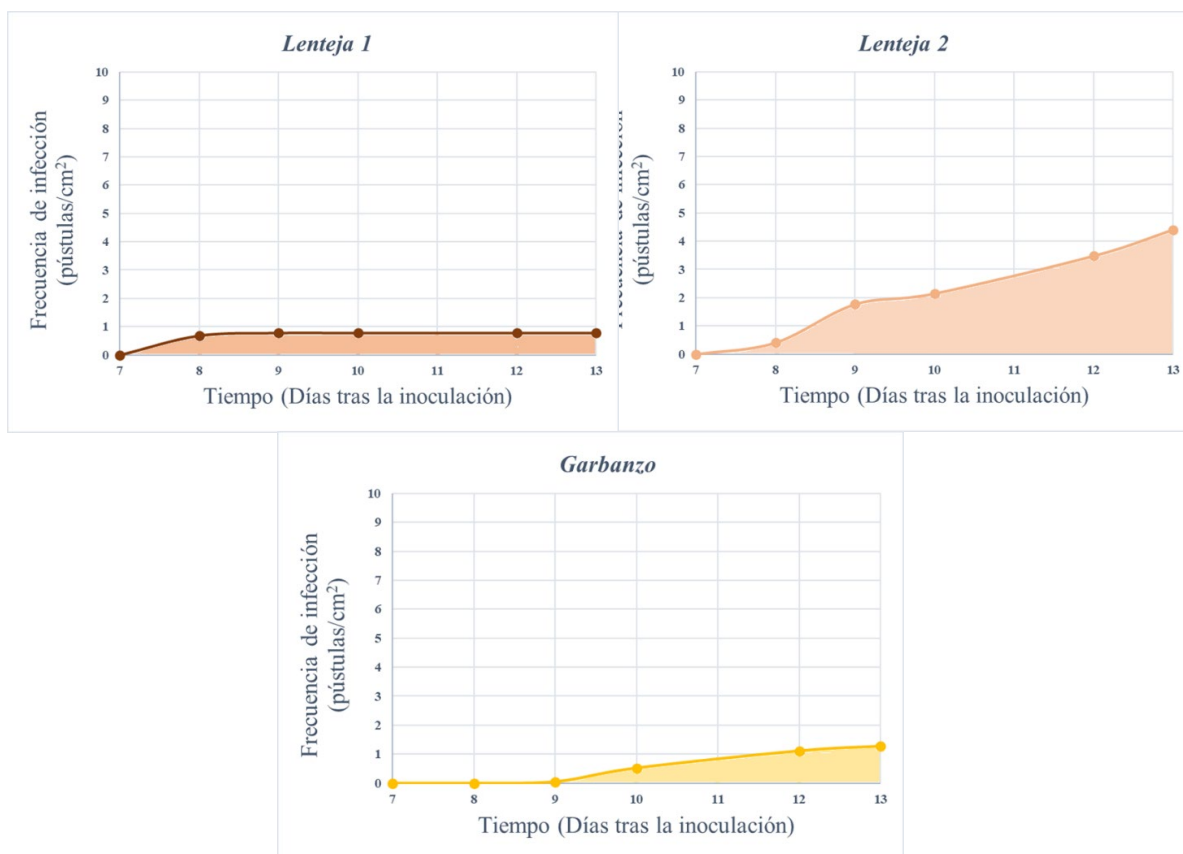 Lenteja 1
10
9
8
7
6
5
4
3
2
1
0
7 8 9 10 11 12 13
Frecuencia de infección
(pústulas/cm²)
Tiempo (Días tras la inoculación)
Lenteja 2
10
9
8
7
6
5
4
3
2
1
0
7 8 9 10 11 12 13
(pústulas/cm²)
Tiempo (Días tras la inoculación)
Garbanzo
10
9
8
7
6
5
4
3
2
1
0
7 8 9 10 11 12 13
Frecuencia de infección
(pústulas/cm²)
Tiempo (Días tras la inoculación)